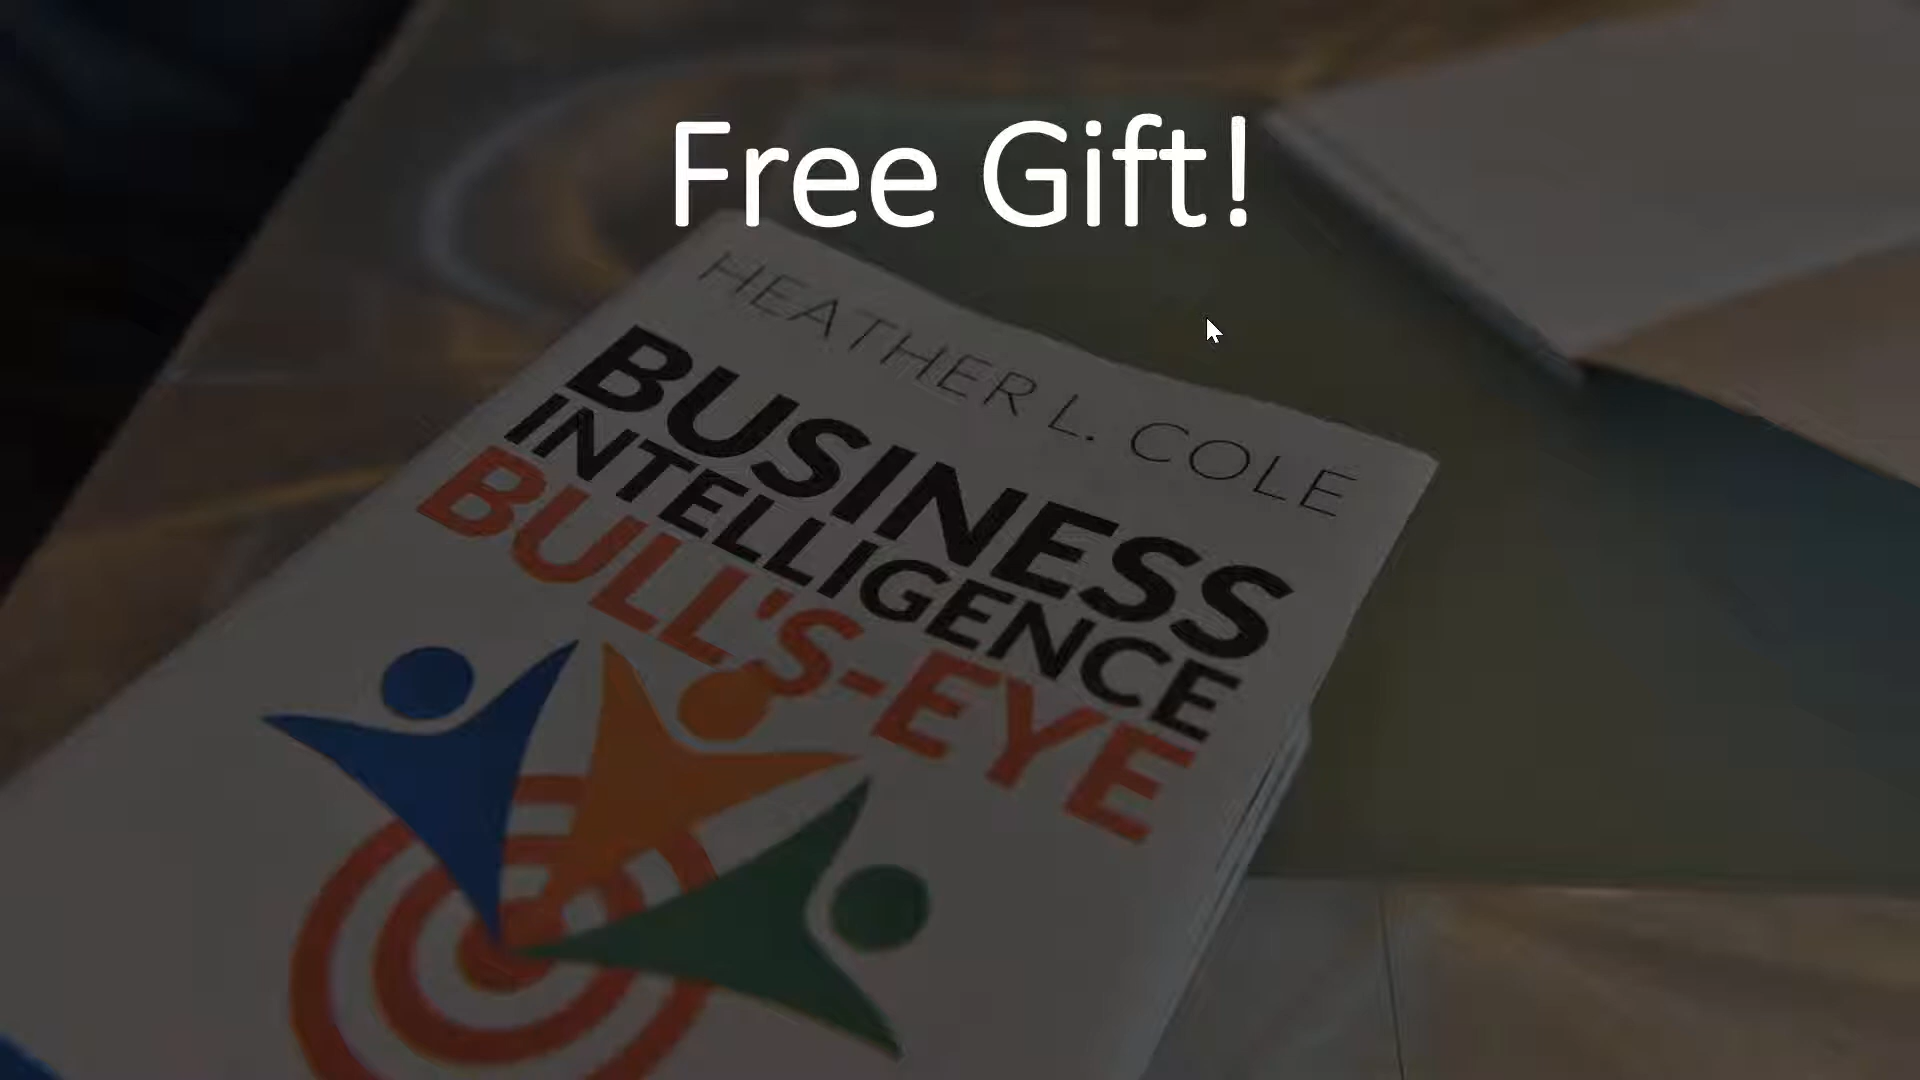 Free Gift!
HEATHER L. COLE
BUSINESS
INTELLIGENCE
BULL'S-EYE